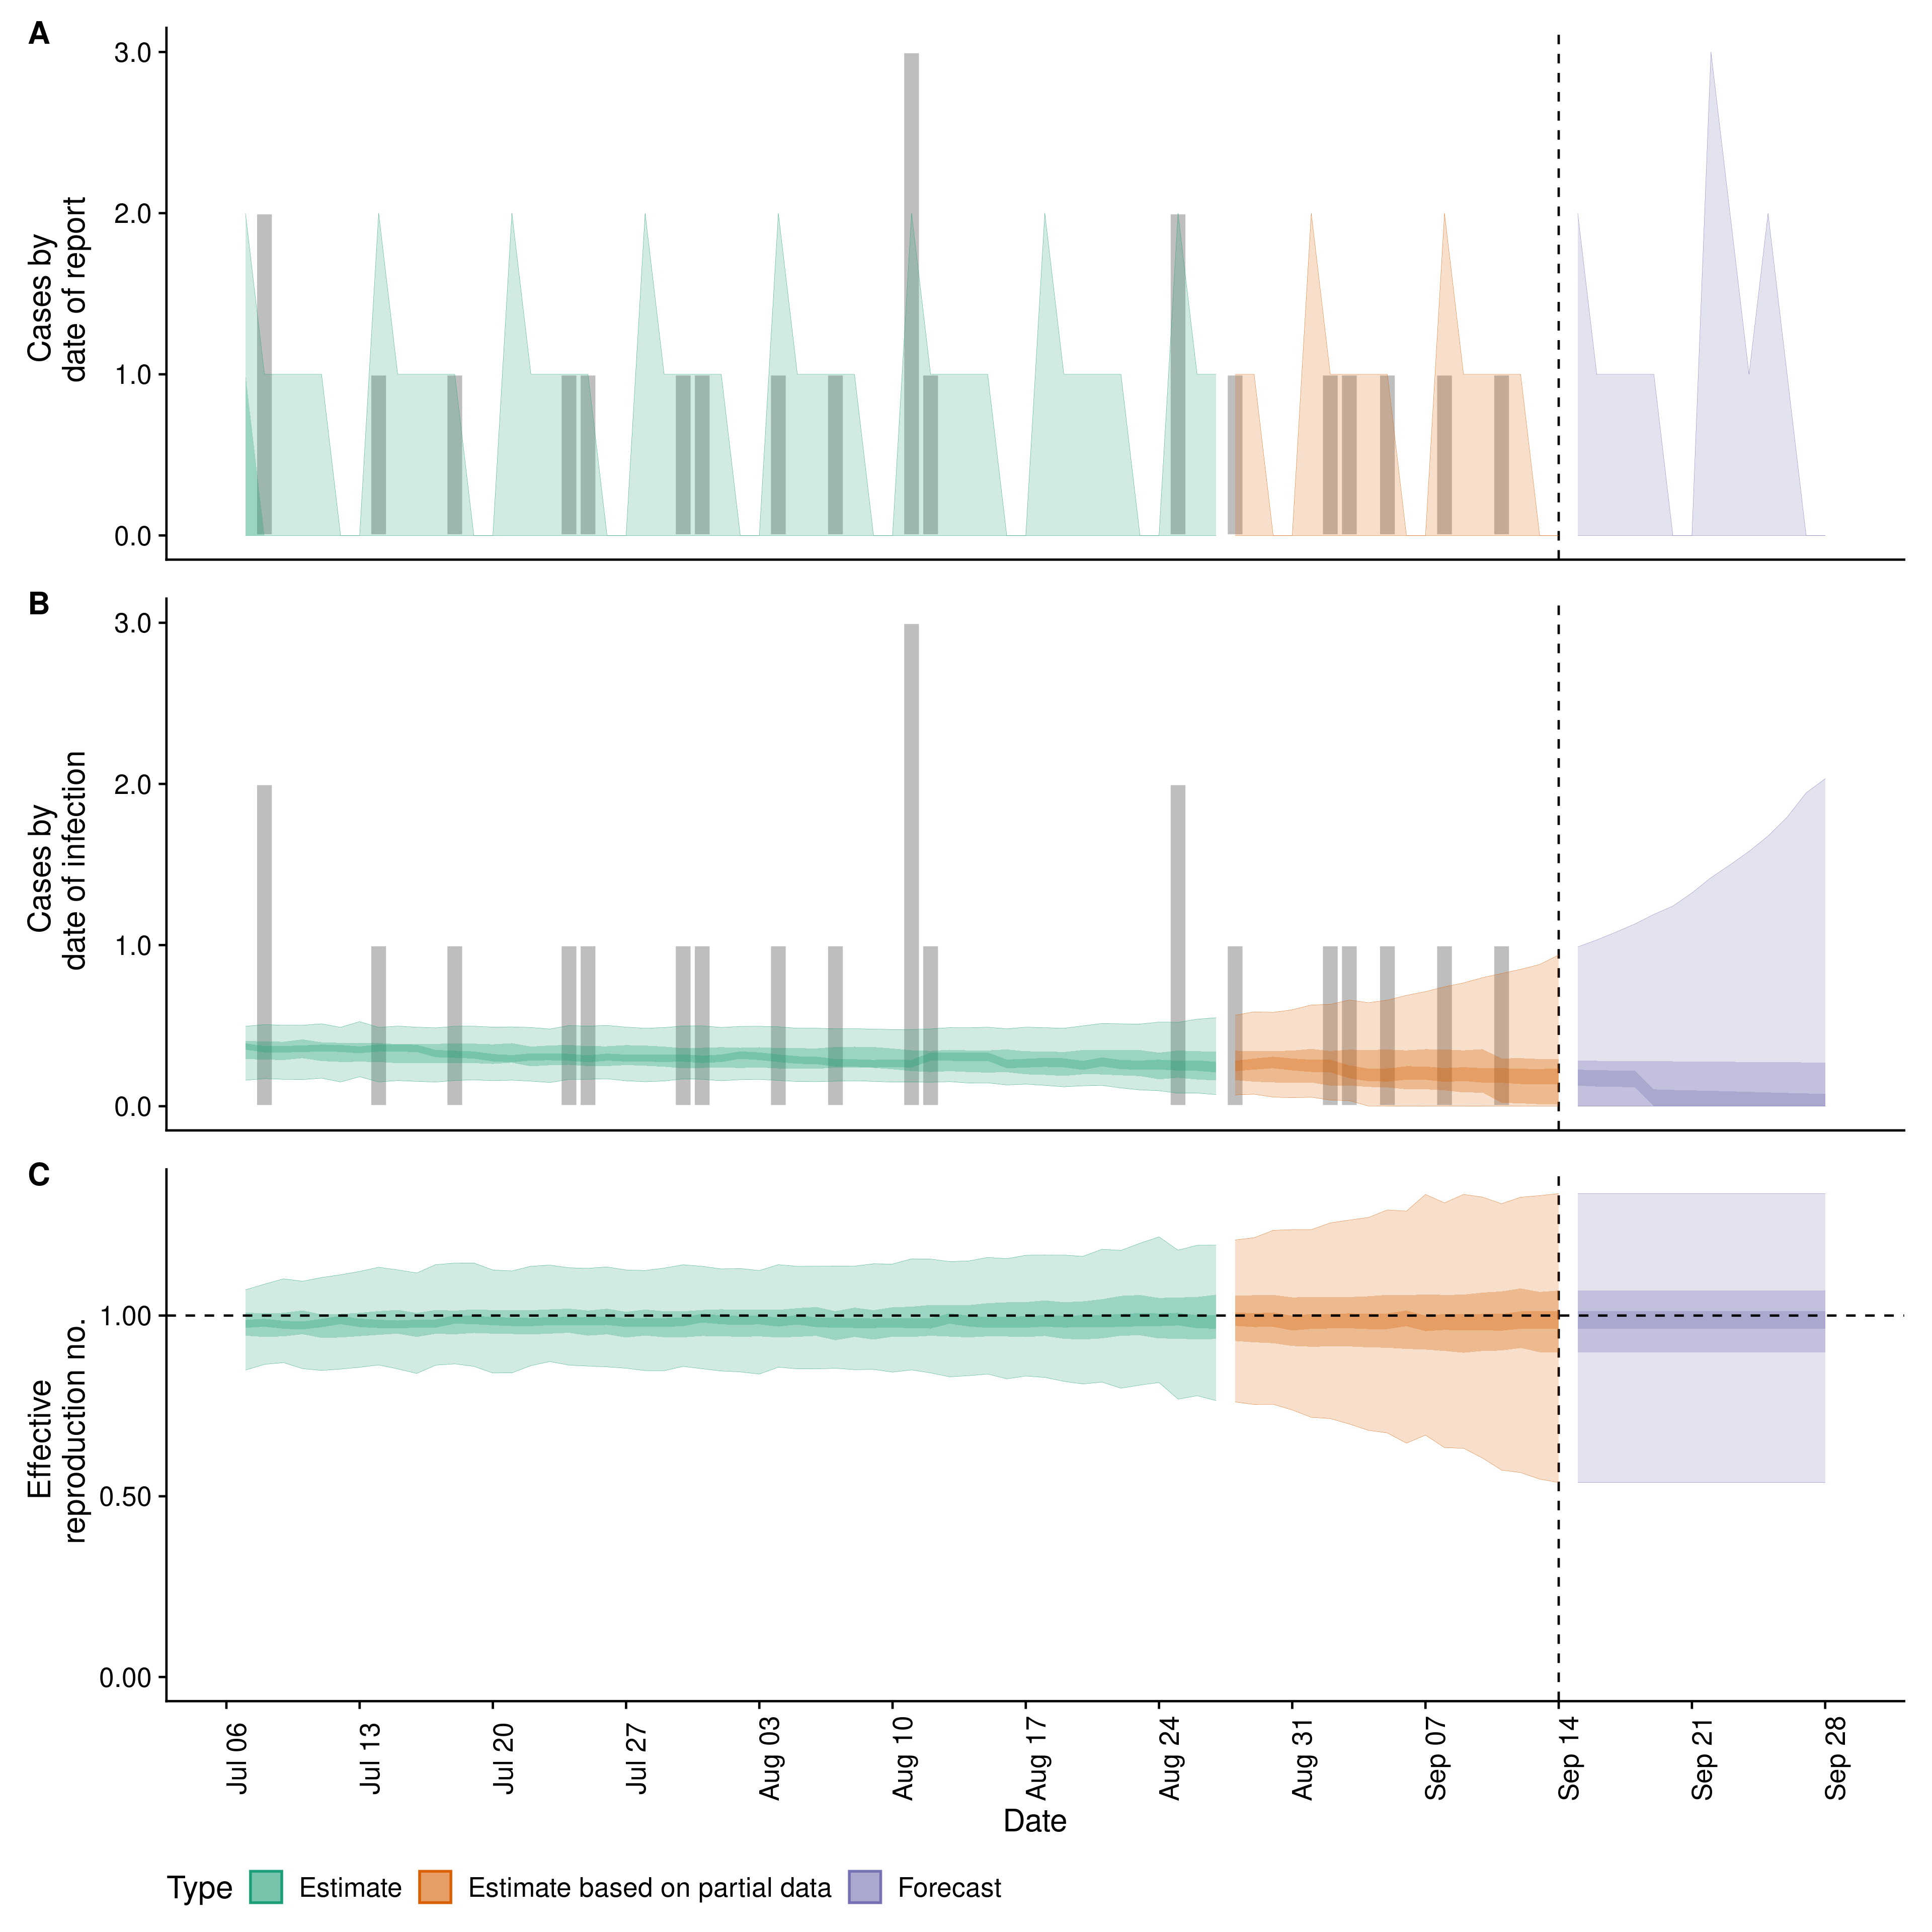 A
3.0
2.0
1.0
0.0
Cases by
date of report
B
3.0
2.0
1.0
0.0
Cases by
date of infection
C
1.00
0.50
0.00
Effective
reproduction no.
Jul 06
Jul 13
Jul 20
Jul 27
Aug 03
Aug 10
Aug 17
Aug 24
Aug 31
Sep 07
Sep 14
Sep 21
Sep 28
Date
Type Estimate Estimate based on partial data Forecast